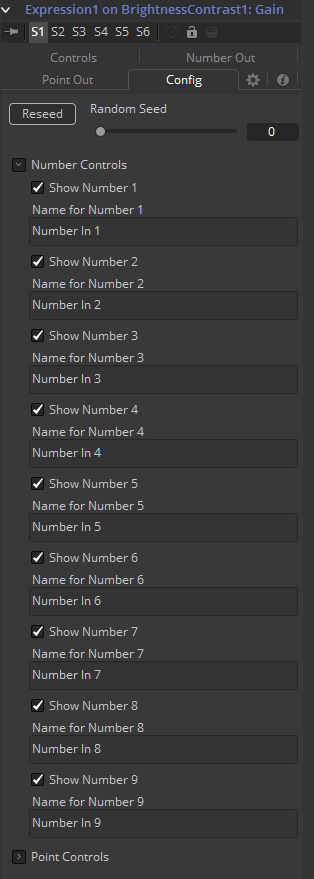 Expression1 on BrightnessContrast1: Gain
S1 S2 S3 S4 S5 S6
Controls Number Out
Point Out Config
Reseed Random Seed
0
Number Controls
Show Number 1
Name for Number 1
Number In 1
Show Number 2
Name for Number 2
Number In 2
Show Number 3
Name for Number 3
Number In 3
Show Number 4
Name for Number 4
Number In 4
Show Number 5
Name for Number 5
Number In 5
Show Number 6
Name for Number 6
Number In 6
Show Number 7
Name for Number 7
Number In 7
Show Number 8
Name for Number 8
Number In 8
Show Number 9
Name for Number 9
Number In 9
Point Controls